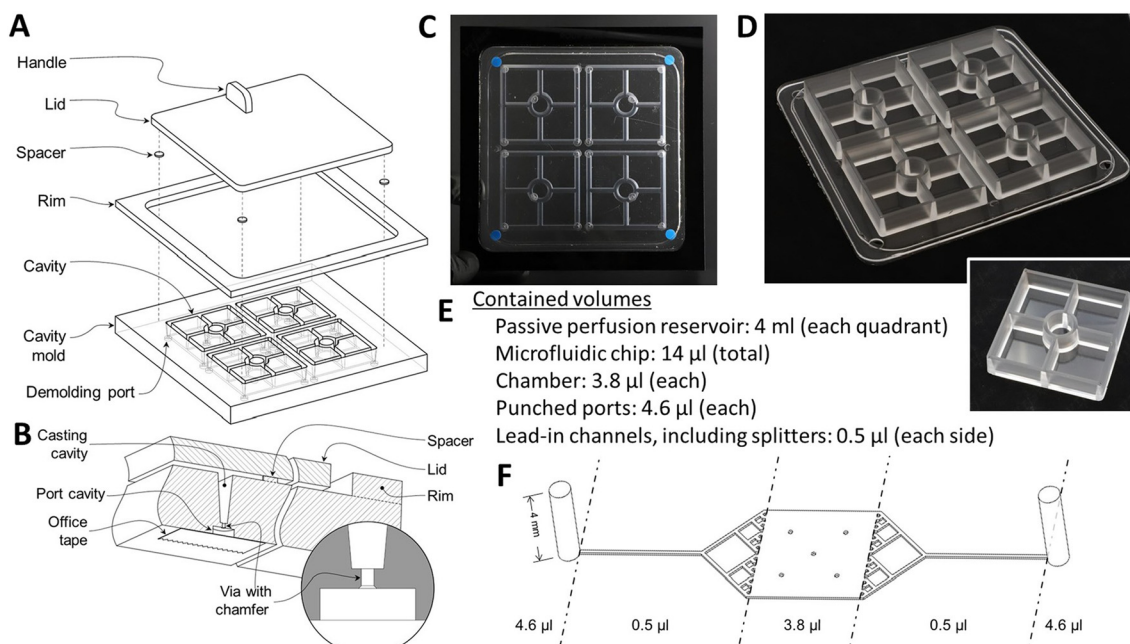 A
Handle
Lid
Spacer
Rim
Cavity
Cavity
mold
Demolding port
B
Casting
cavity
Port cavity
Office
tape
Spacer
Lid
Rim
Via with
chamfer
C
D
E
Contained volumes
Passive perfusion reservoir: 4 ml (each quadrant)
Microfluidic chip: 14 µl (total)
Chamber: 3.8 µl (each)
Punched ports: 4.6 µl (each)
Lead-in channels, including splitters: 0.5 µl (each side)
F
4 mm
4.6 µl
0.5 µl
3.8 µl
0.5 µl
4.6 µl